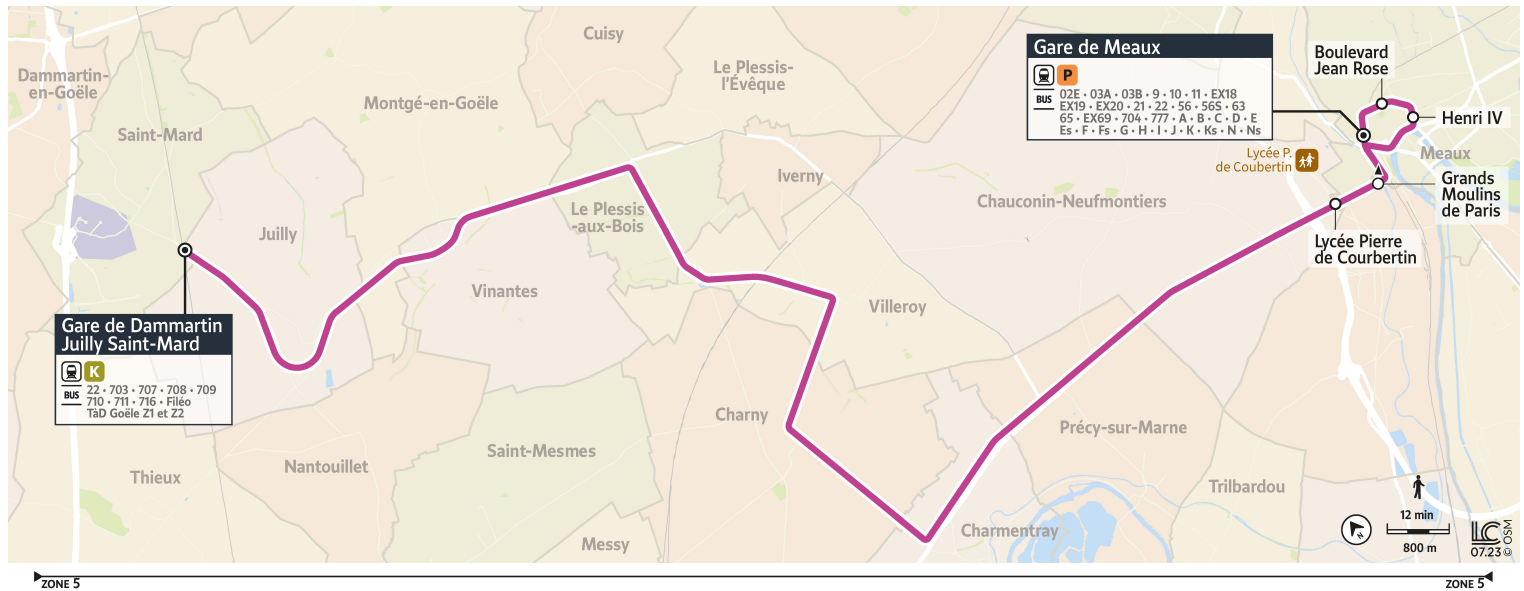 Cuisy
Dammartin-
en-Goële
Saint-Mard
Montgé-en-Goële
Le Plessis-
l'Évêque
Gare de Meaux
P
BUS
02E • 03A • 03B • 9 • 10 • 11 • EX18
EX19 • EX20 • 21 • 22 • 56 • 56S • 63
65 • EX69 • 704 • 777 • A • B • C • D • E
Es • F • Fs • G • H • I • J • K • Ks • N • Ns
Boulevard
Jean Rose
Henri IV
Meaux
Lycée P.
de Coubertin
Grands
Moulins
de Paris
Lycée Pierre
de Courbertin
Iverny
Chauconin-Neufmontiers
Le Plessis
-aux-Bois
Juilly
Vinantes
Villeroy
Gare de Dammartin
Juilly Saint-Mard
K
BUS
22 • 703 • 707 • 708 • 709
710 • 711 • 716 • Filéo
TàD Goële Z1 et Z2
Charny
Précy-sur-Marne
Saint-Mesmes
Nantouillet
Thieux
Trilbardou
Charmentray
Messy
N
12 min
800 m
LC
07.23
© OSM
ZONE 5
ZONE 5